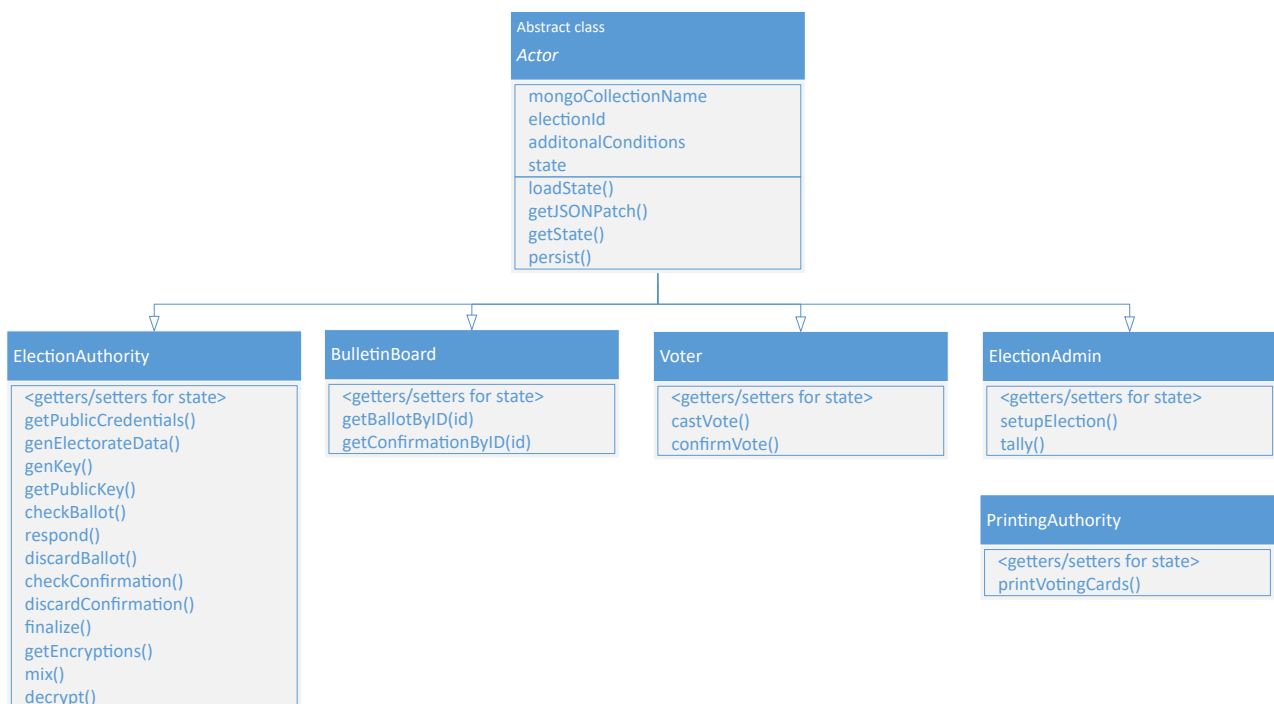 Abstract class
Actor
mongoCollectionName
electionId
additonalConditions
state
loadState()
getJSONPatch()
getState()
persist()
ElectionAuthority
<getters/setters for state>
getPublicCredentials()
genElectorateData()
genKey()
getPublicKey()
checkBallot()
respond()
discardBallot()
checkConfirmation()
discardConfirmation()
finalize()
getEncryptions()
mix()
decrypt()
BulletinBoard
<getters/setters for state>
getBallotByID(id)
getConfirmationByID(id)
Voter
<getters/setters for state>
castVote()
confirmVote()
ElectionAdmin
<getters/setters for state>
setupElection()
tally()
PrintingAuthority
<getters/setters for state>
printVotingCards()